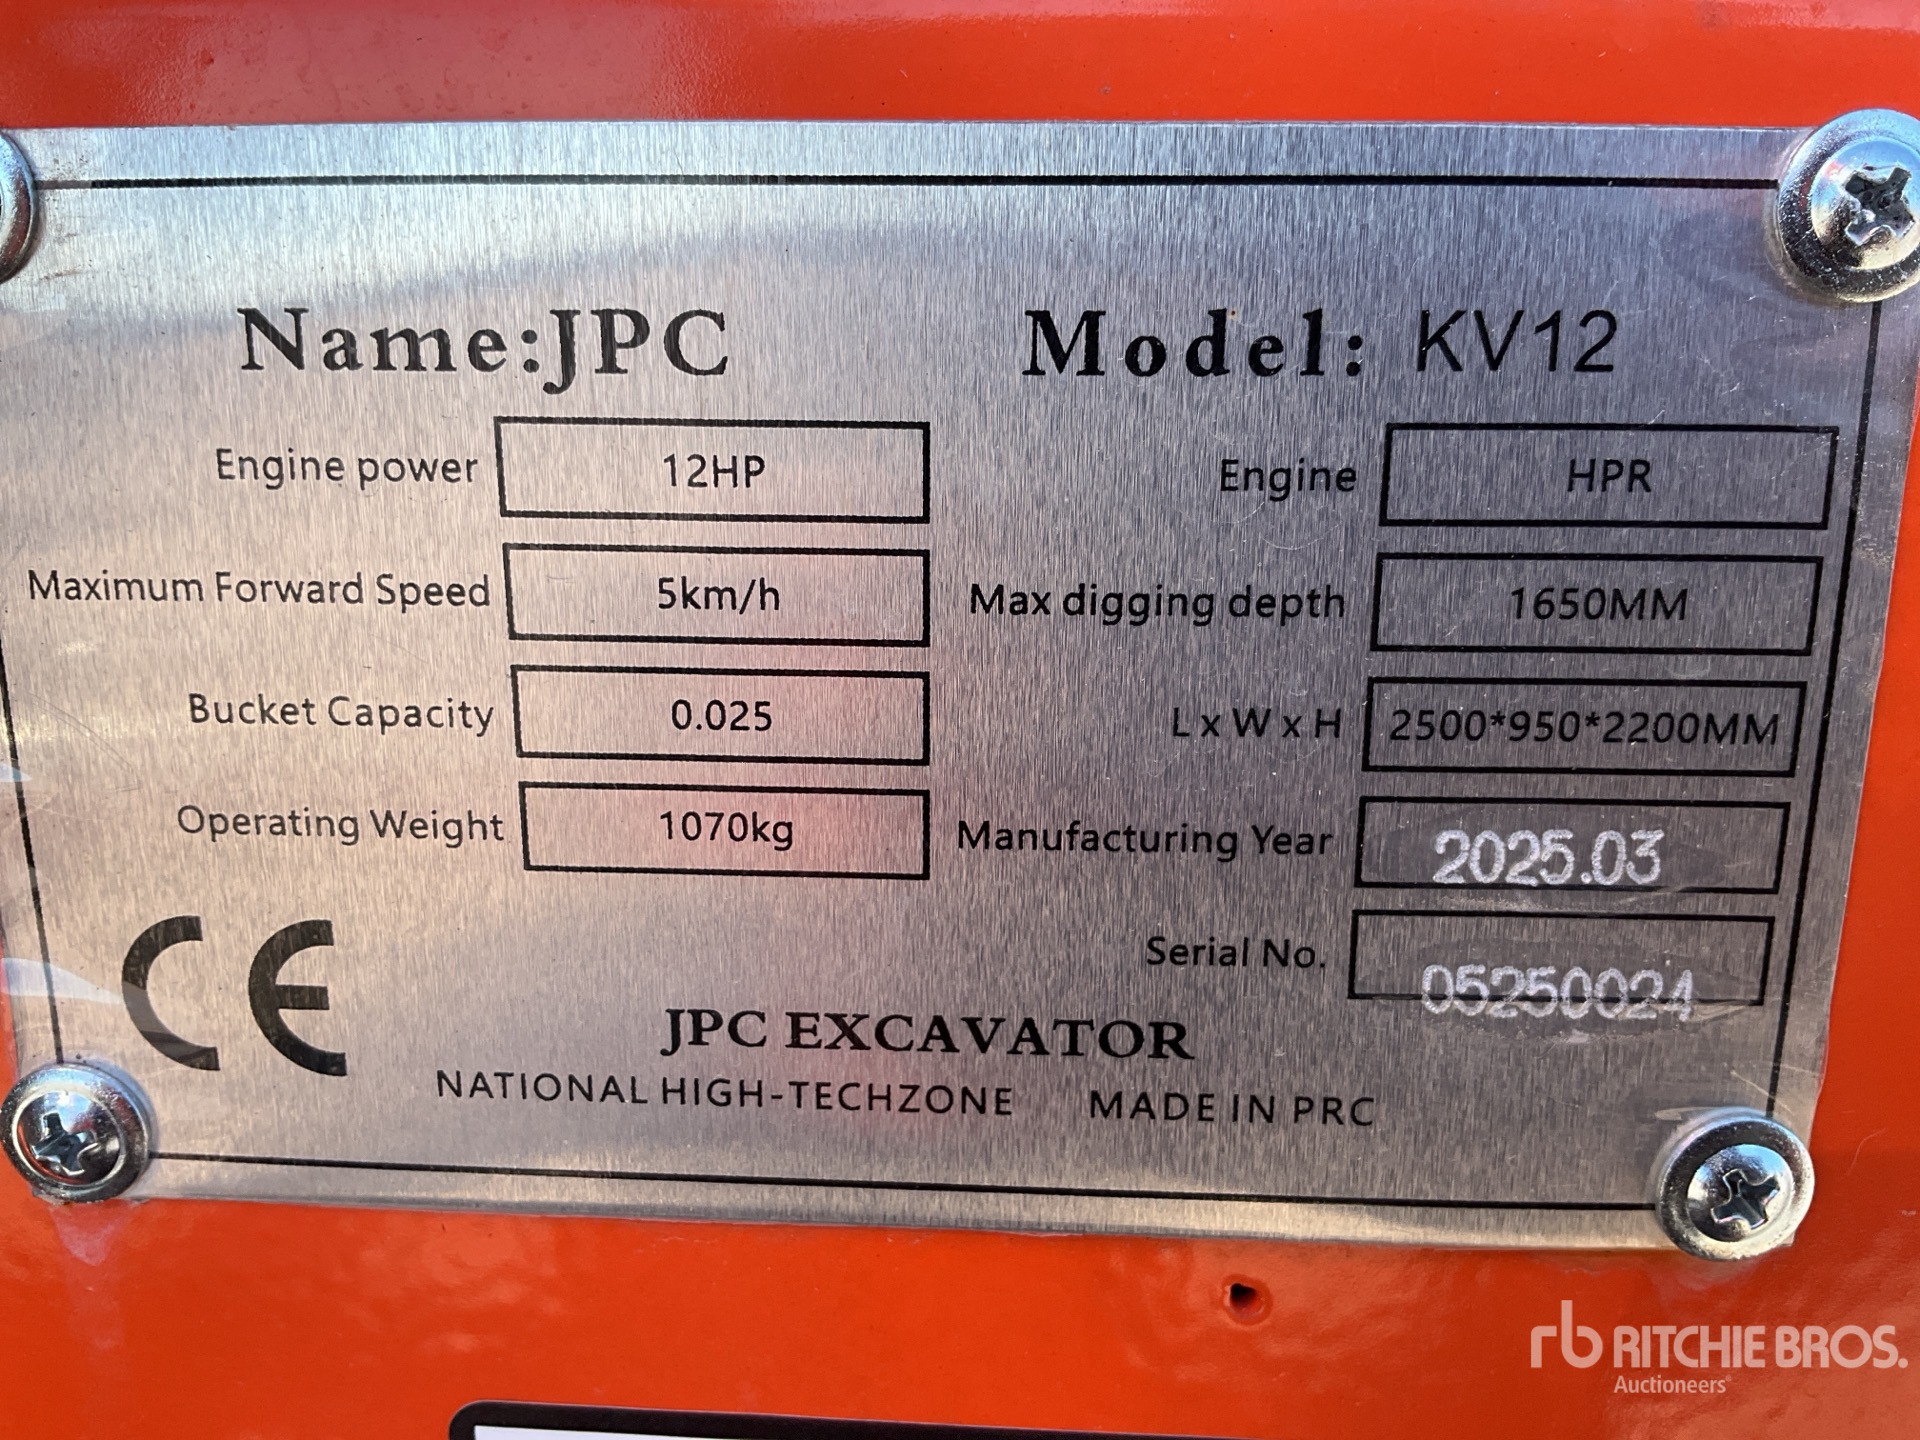 Name:JPC Model: KV12
Engine power 12HP Engine HPR
Maximum Forward Speed 5km/h Max digging depth 1650MM
Bucket Capacity 0.025 L x W x H 2500*950*2200MM
Operating Weight 1070kg Manufacturing Year 2025.03
Serial No. 05250024
CE
JPC EXCAVATOR
NATIONAL HIGH-TECHZONE MADE IN PRC
rb RITCHIE BROS.
Auctioneers